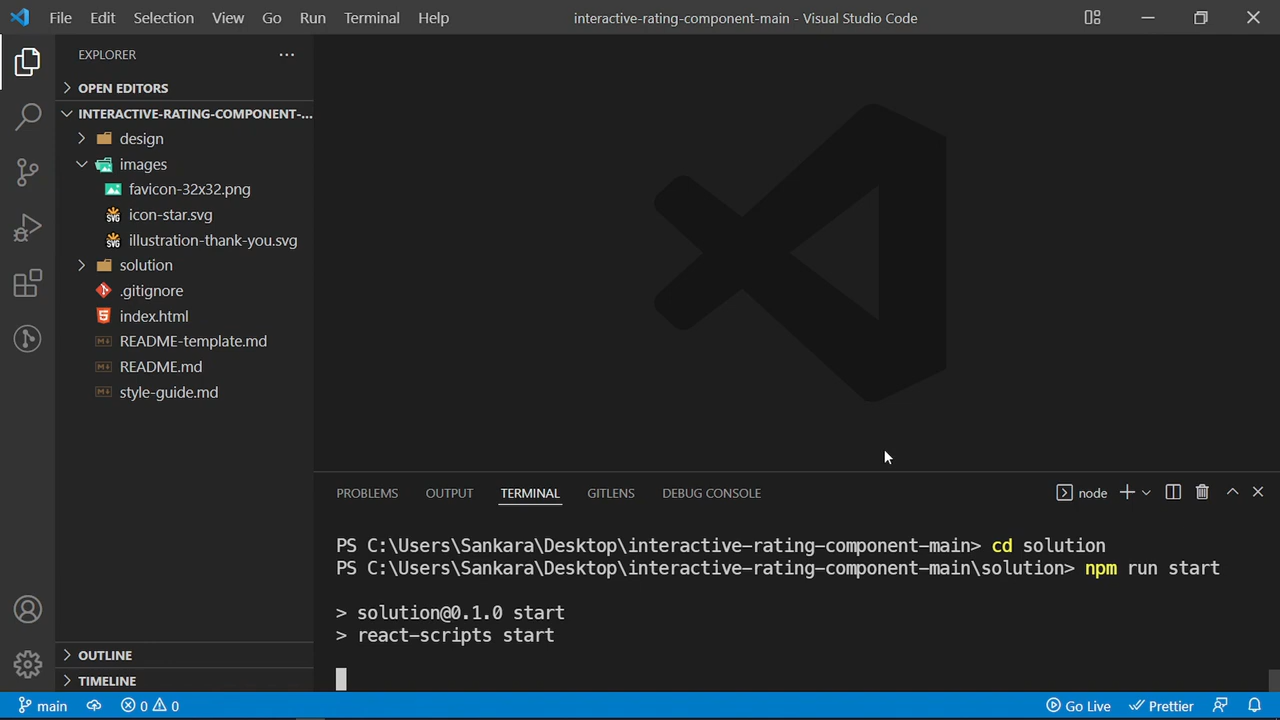 File Edit Selection View Go Run Terminal Help
interactive-rating-component-main - Visual Studio Code
EXPLORER
OPEN EDITORS
INTERACTIVE-RATING-COMPONENT-...
design
images
favicon-32x32.png
SVG icon-star.svg
SVG illustration-thank-you.svg
solution
.gitignore
index.html
README-template.md
README.md
style-guide.md
OUTLINE
TIMELINE
PROBLEMS OUTPUT TERMINAL GITLENS DEBUG CONSOLE
node
PS C:\Users\Sankara\Desktop\interactive-rating-component-main> cd solution
PS C:\Users\Sankara\Desktop\interactive-rating-component-main\solution> npm run start
> solution@0.1.0 start
> react-scripts start
main 0 0 Go Live Prettier